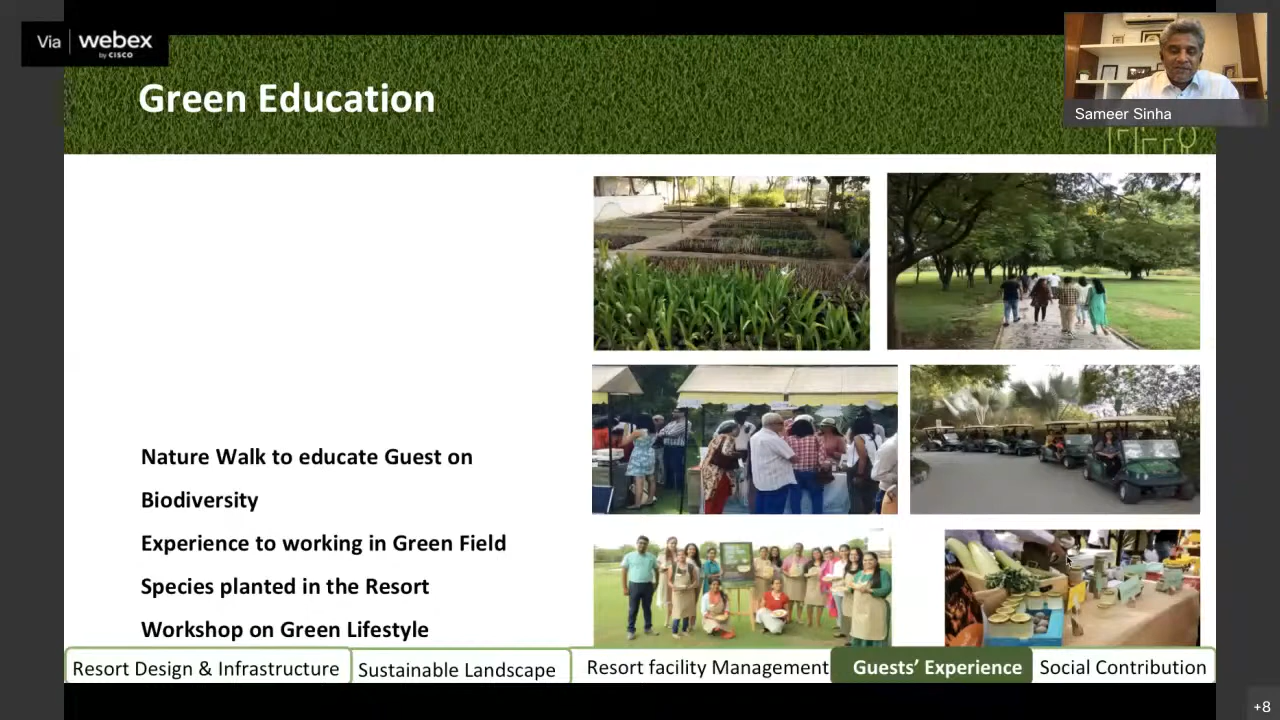 Via webex
by CISCO
Green Education
Sameer Sinha
Nature Walk to educate Guest on
Biodiversity
Experience to working in Green Field
Species planted in the Resort
Workshop on Green Lifestyle
Resort Design & Infrastructure
Sustainable Landscape
Resort facility Management
Guests’ Experience
Social Contribution
+8